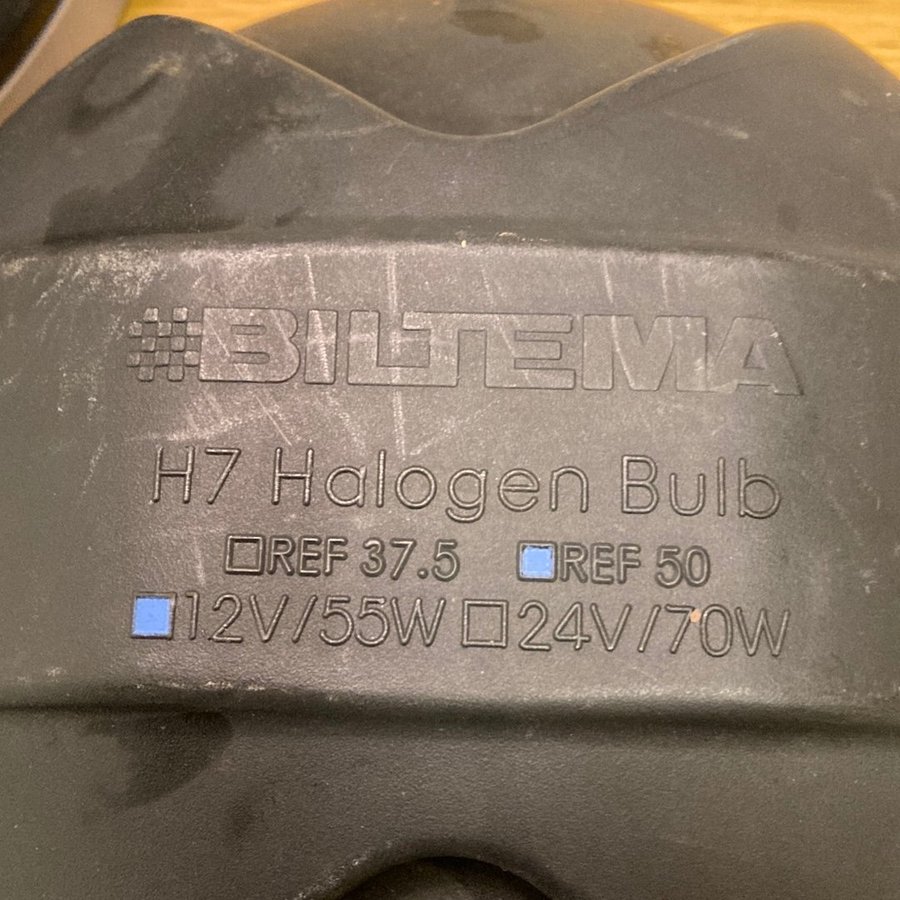 BILTEMA
H7 Halogen Bulb
REF 37.5 REF 50
12V/55W 24V/70W